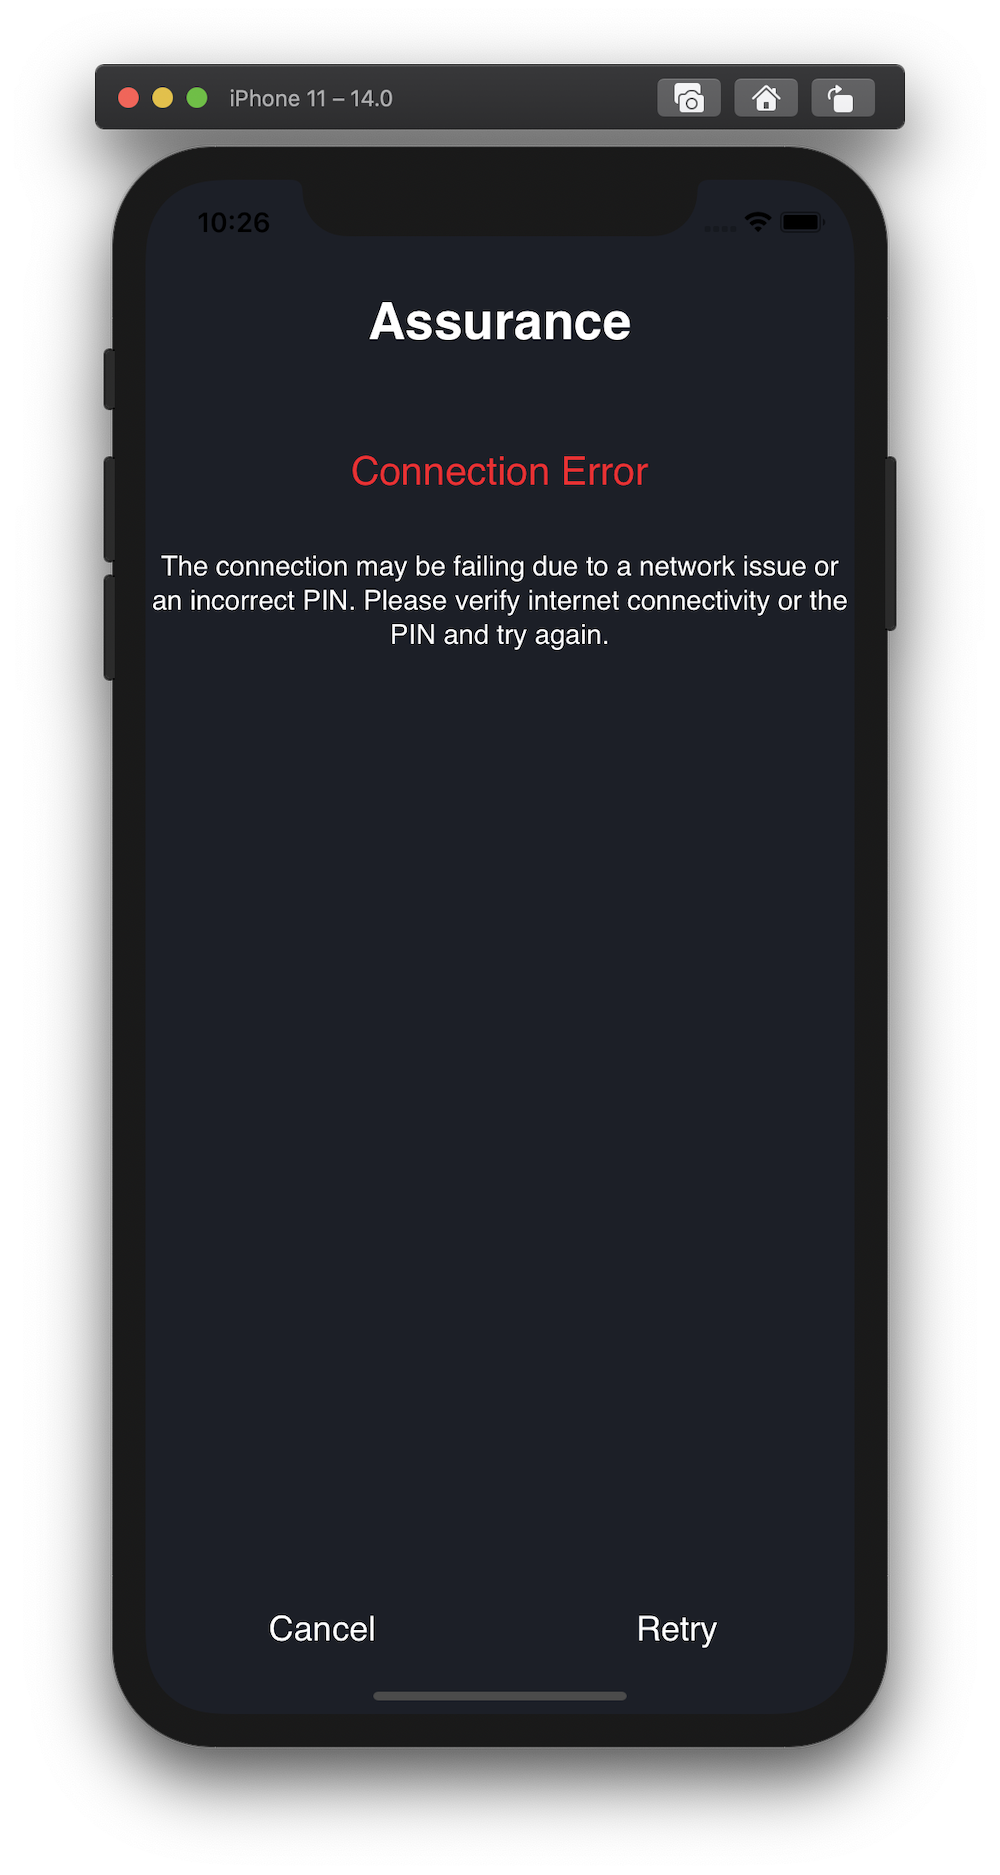 iPhone 11 – 14.0
10:26
Assurance
Connection Error
The connection may be failing due to a network issue or
an incorrect PIN. Please verify internet connectivity or the
PIN and try again.
Cancel
Retry